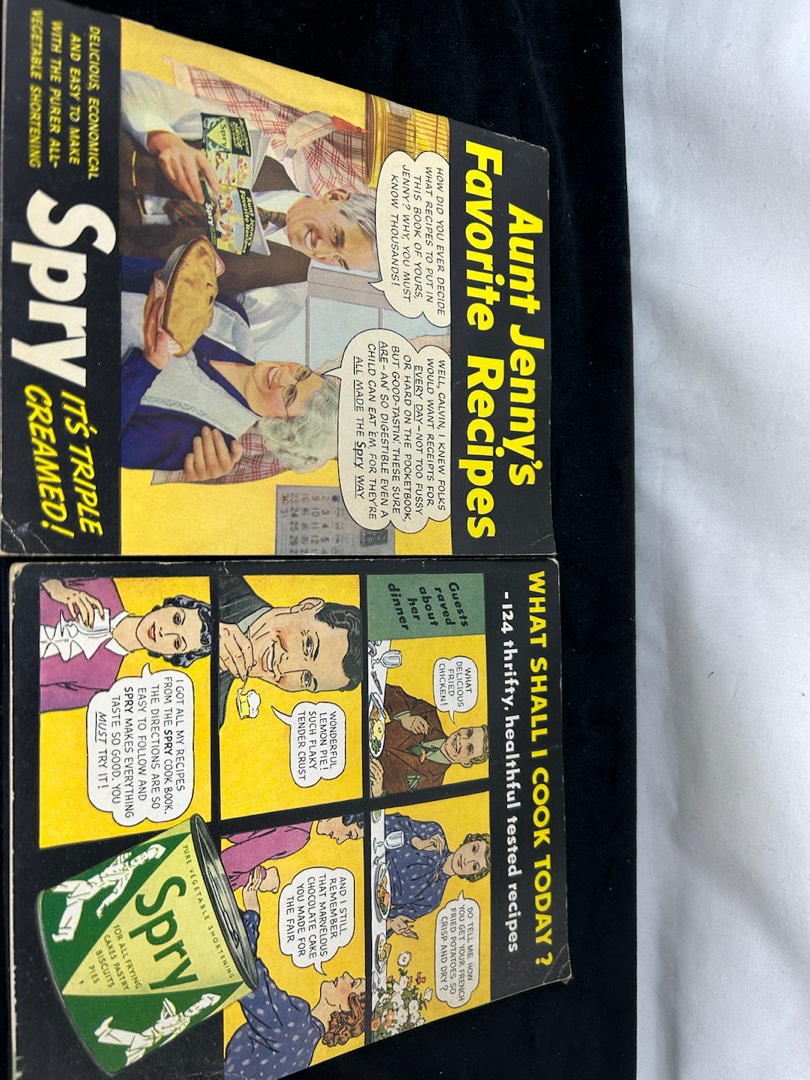 Aunt Jenny's
Favorite Recipes
HOW DID YOU EVER DECIDE
WHAT RECIPES TO PUT IN
THIS BOOK OF YOURS,
JENNY? WHY, YOU MUST
KNOW THOUSANDS!
WELL, CALVIN, I KNEW FOLKS
WOULD WANT RECEIPTS FOR
EVERY DAY – NOT TOO FUSSY
OR HARD ON THE POCKETBOOK,
BUT GOOD-TASTIN'. THESE SURE
ARE – AN' SO DIGESTIBLE EVEN A
CHILD CAN EAT 'EM, FOR THEY'RE
ALL MADE THE Spry WAY
Aunt Jenny's
Favorite Recipes
Spry
Spry
DELICIOUS, ECONOMICAL
AND EASY TO MAKE
WITH THE PURER ALL-
VEGETABLE SHORTENING
Spry
IT'S TRIPLE
CREAMED!
WHAT SHALL I COOK TODAY?
- 124 thrifty, healthful tested recipes
Guests
raved
about
her
dinner
WHAT
DELICIOUS
FRIED
CHICKEN!
DO TELL ME HOW
YOU GET YOUR FRENCH
FRIED POTATOES SO
CRISP AND DRY?
WONDERFUL
LEMON PIE!
SUCH FLAKY
TENDER CRUST
AND I STILL
REMEMBER
THAT MARVELOUS
CHOCOLATE CAKE
YOU MADE FOR
THE FAIR
I GOT ALL MY RECIPES
FROM THE SPRY COOK BOOK.
THE DIRECTIONS ARE SO
EASY TO FOLLOW AND
SPRY MAKES EVERYTHING
TASTE SO GOOD. YOU
MUST TRY IT!
PURE VEGETABLE SHORTENING
Spry
FOR ALL FRYING
CAKES PASTRY
BISCUITS
PIES